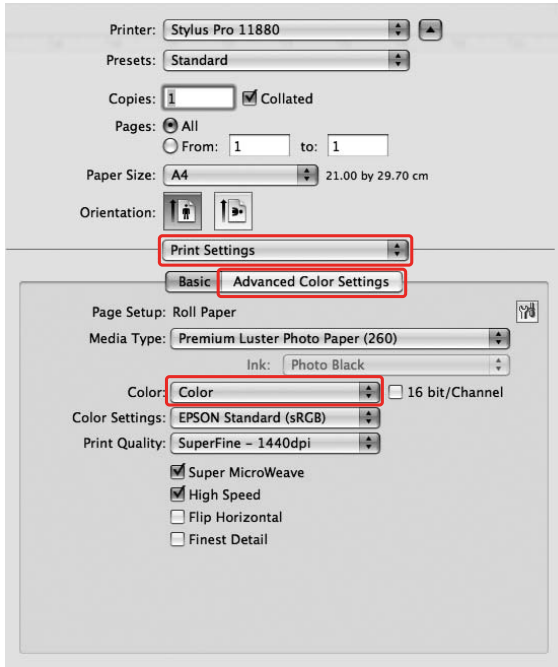 Printer: Stylus Pro 11880
Presets: Standard
Copies: 1 Collated
Pages: All
From: 1 to: 1
Paper Size: A4 21.00 by 29.70 cm
Orientation:
Print Settings
Basic Advanced Color Settings
Page Setup: Roll Paper
Media Type: Premium Luster Photo Paper (260)
Ink: Photo Black
Color: Color 16 bit/Channel
Color Settings: EPSON Standard (sRGB)
Print Quality: SuperFine – 1440dpi
Super MicroWeave
High Speed
Flip Horizontal
Finest Detail